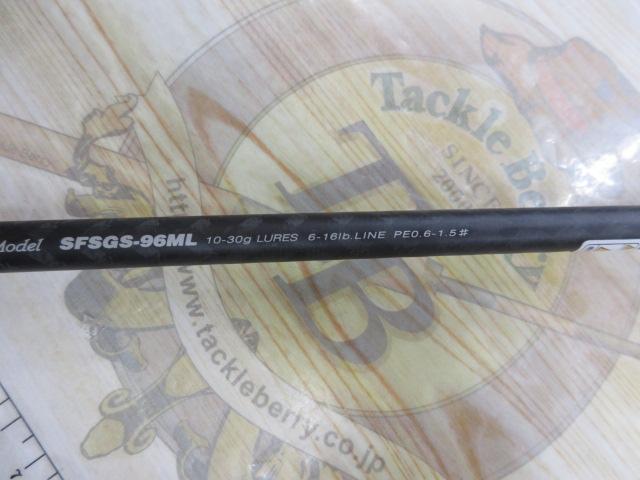 Tackle Be
SINCE
TB
Model SFSGS-96ML 10-30g LURES 6-16lb.LINE PE0.6-1.5#
www.tackleberry.co.jp
7